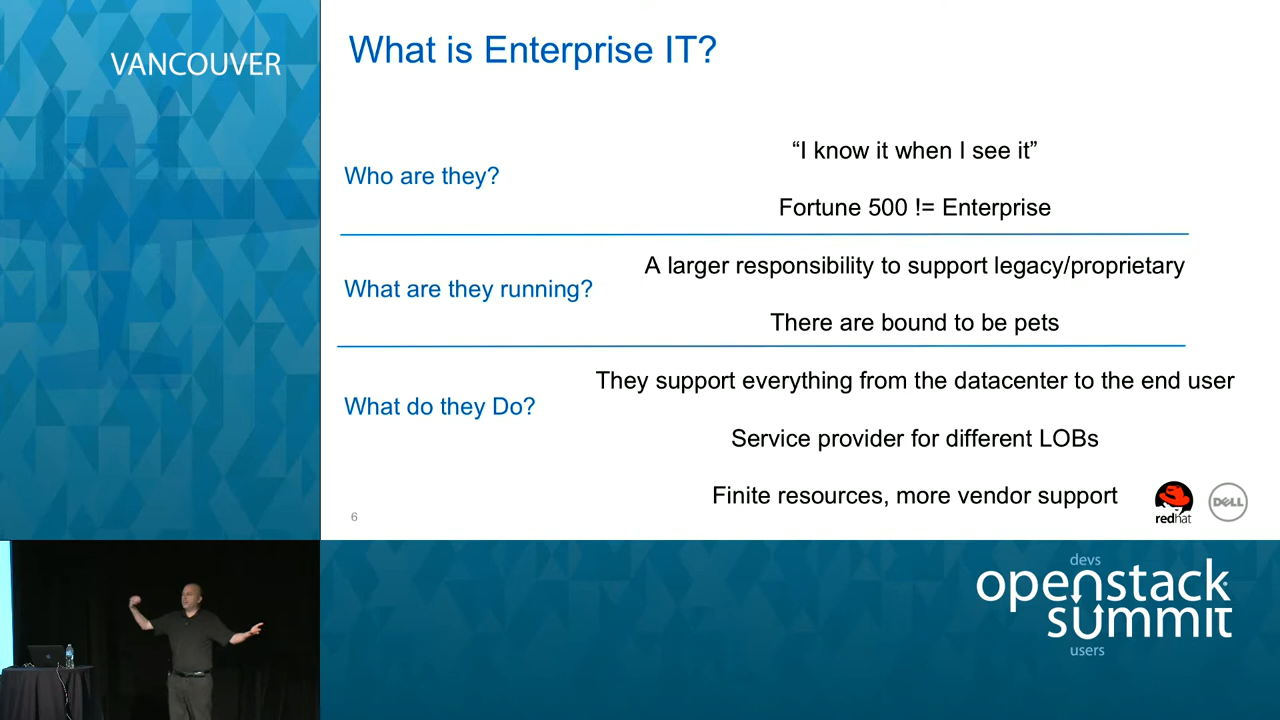 VANCOUVER
What is Enterprise IT?
Who are they?
“I know it when I see it”
Fortune 500 != Enterprise
What are they running?
A larger responsibility to support legacy/proprietary
There are bound to be pets
What do they Do?
They support everything from the datacenter to the end user
Service provider for different LOBs
Finite resources, more vendor support
6
redhat
DELL
devs
openstack
summit
users